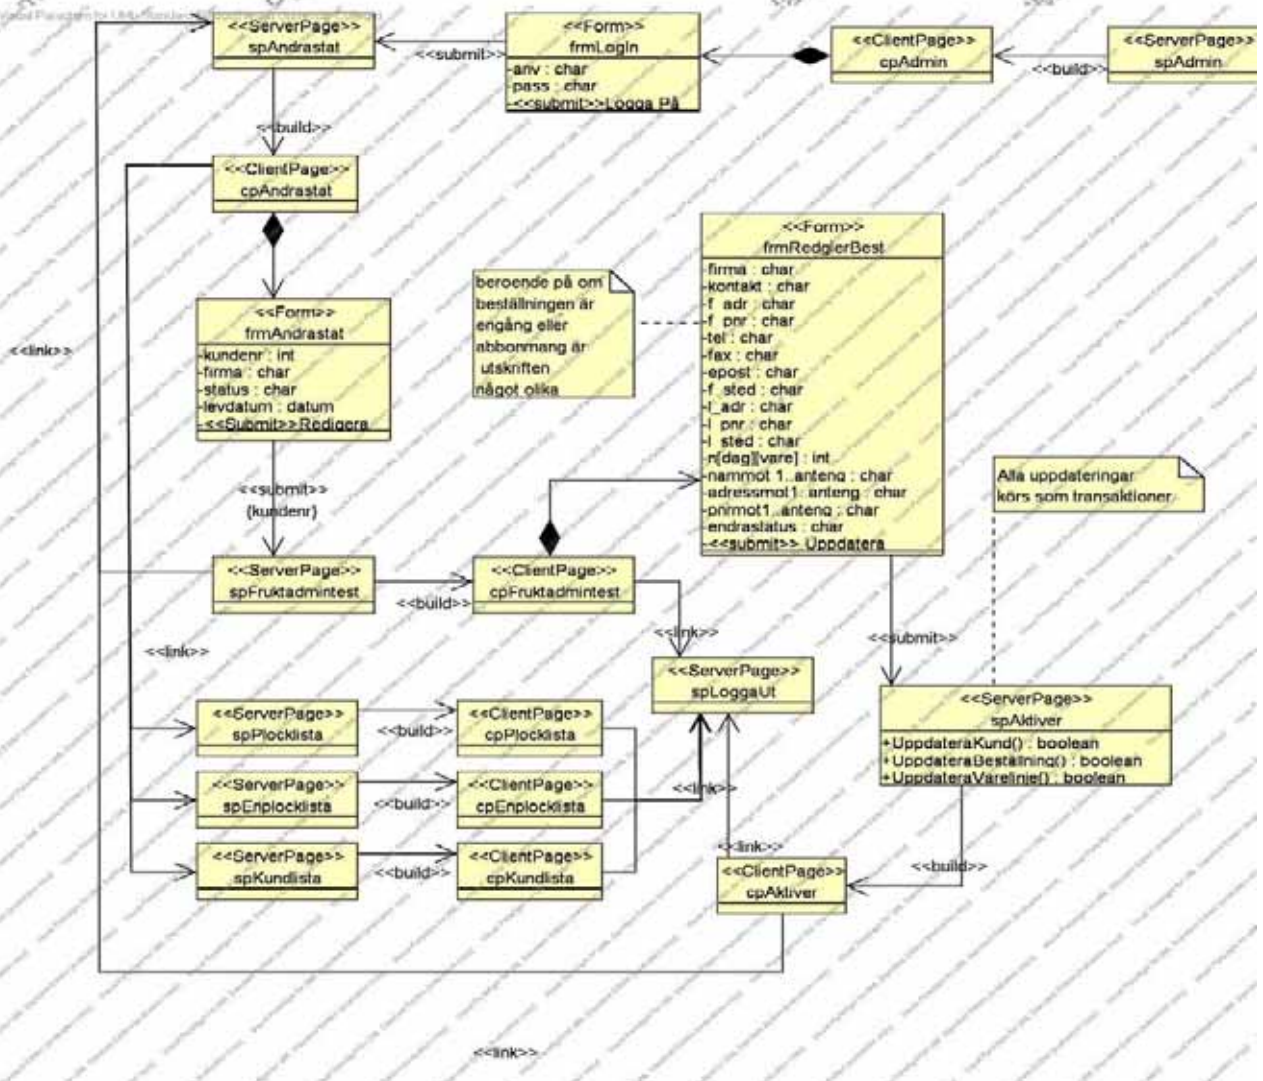 <<ServerPage>>
spAndrastat
<<submit>>
<<Form>>
frmLogIn
-anv : char
-pass : char
-<<submit>>Logga På
<<ClientPage>>
cpAdmin
<<build>>
<<ServerPage>>
spAdmin
<<build>>
<<ClientPage>>
cpAndrastat
<<Form>>
frmAndrastat
-kundenr : int
-firma : char
-status : char
-levdatum : datum
-<<Submit>>Redigera
<<link>>
beroende på om
beställningen är
engång eller
abbonmang är
utskriften
något olika
<<Form>>
frmRedgierBest
-firma : char
-kontakt : char
-f_adr : char
-f_pnr : char
-tel : char
-fax : char
-epost : char
-f_sted : char
-l_adr : char
-l_pnr : char
-l_sted : char
-n[dag][vare] : int
-nammot 1..anteng : char
-adressmot1..anteng : char
-pnrmot1..anteng : char
-endrastatus : char
-<<submit>> Uppdatera
Alla uppdateringar
körs som transaktioner
<<submit>>
{kundenr}
<<ServerPage>>
spFruktadmintest
<<build>>
<<ClientPage>>
cpFruktadmintest
<<link>>
<<submit>>
<<link>>
<<ServerPage>>
spLoggaUt
<<ServerPage>>
spAktiver
+UppdateraKund() : boolean
+UppdateraBeställning() : boolean
+UppdateraVarelinje() : boolean
<<ServerPage>>
spPlocklista
<<build>>
<<ClientPage>>
cpPlocklista
<<ServerPage>>
spEnplocklista
<<build>>
<<ClientPage>>
cpEnplocklista
<<link>>
<<ServerPage>>
spKundlista
<<build>>
<<ClientPage>>
cpKundlista
<<link>>
<<ClientPage>>
cpAktiver
<<build>>
<<link>>